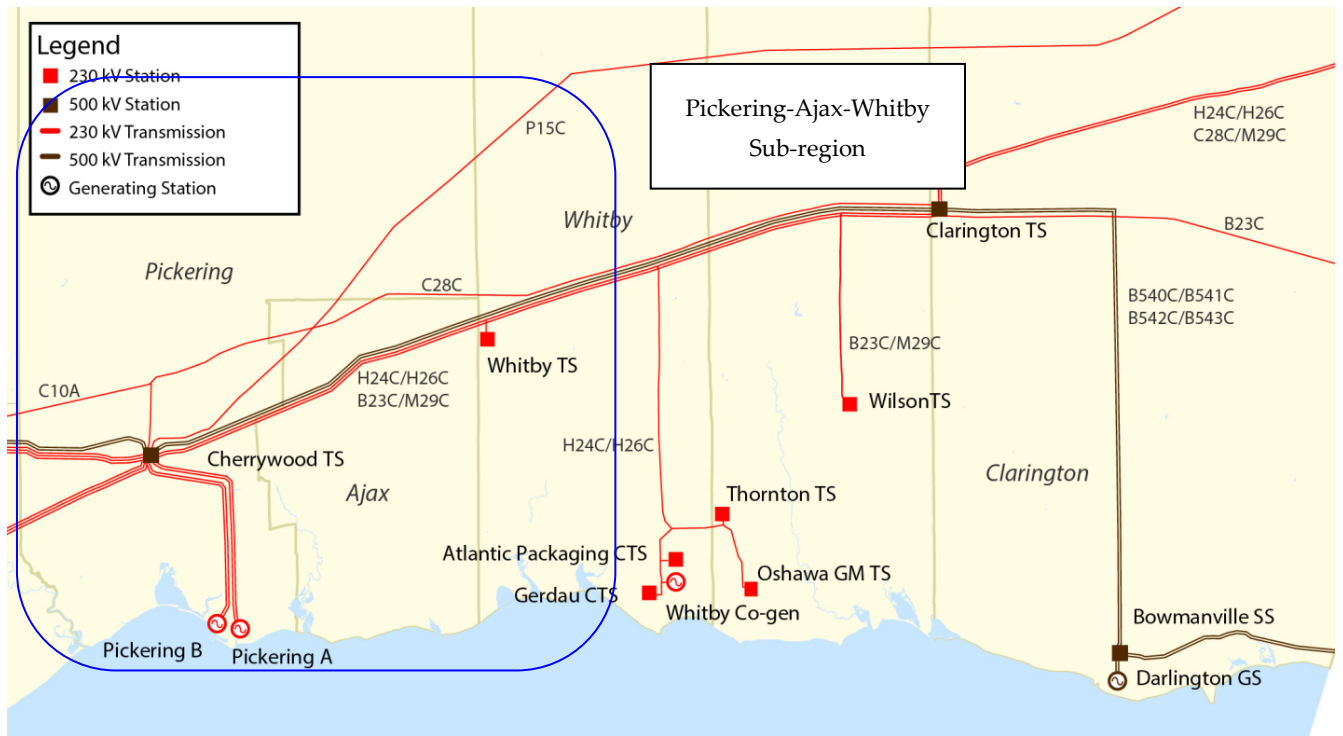 Legend
230 kV Station
500 kV Station
230 kV Transmission
500 kV Transmission
Generating Station
Pickering-Ajax-Whitby
Sub-region
P15C
H24C/H26C
C28C/M29C
Whitby
Clarington TS
B23C
Pickering
C28C
B540C/B541C
B542C/B543C
Whitby TS
B23C/M29C
H24C/H26C
B23C/M29C
C10A
WilsonTS
H24C/H26C
Cherrywood TS
Clarington
Ajax
Thornton TS
Atlantic Packaging CTS
Oshawa GM TS
Gerdau CTS
Whitby Co-gen
Bowmanville SS
Pickering B
Pickering A
Darlington GS